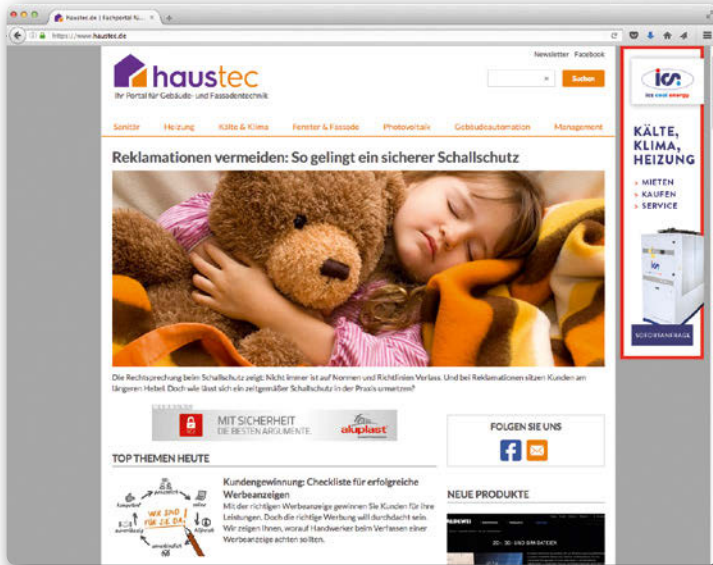 Haustec.de | Fachportal fü...
https://www.haustec.de
Newsletter Facebook
haustec
Ihr Portal für Gebäude- und Fassadentechnik
Suchen
Sanitär Heizung Kälte & Klima Fenster & Fassade Photovoltaik Gebäudeautomation Management
Reklamationen vermeiden: So gelingt ein sicherer Schallschutz
Die Rechtsprechung beim Schallschutz zeigt: Nicht immer ist auf Normen und Richtlinien Verlass. Und bei Reklamationen sitzen Kunden am
längeren Hebel. Doch wie lässt sich ein zeitgemäßer Schallschutz in der Praxis umsetzen?
MIT SICHERHEIT
DIE BESTEN ARGUMENTE.
aluplast
FOLGEN SIE UNS
TOP THEMEN HEUTE
Kundengewinnung: Checkliste für erfolgreiche
Werbeanzeigen
Mit der richtigen Werbeanzeige gewinnen Sie Kunden für Ihre
Leistungen. Doch die richtige Werbung will durchdacht sein.
Wir zeigen Ihnen, worauf Handwerker beim Verfassen einer
Werbeanzeige achten sollten.
kompetent
persönlich
online
zuverlässig
WIR SIND
FÜR SIE DA!
NEUE PRODUKTE
ics
ics cool energy
KÄLTE,
KLIMA,
HEIZUNG
> MIETEN
> KAUFEN
> SERVICE
ics
SOFORTANFRAGE